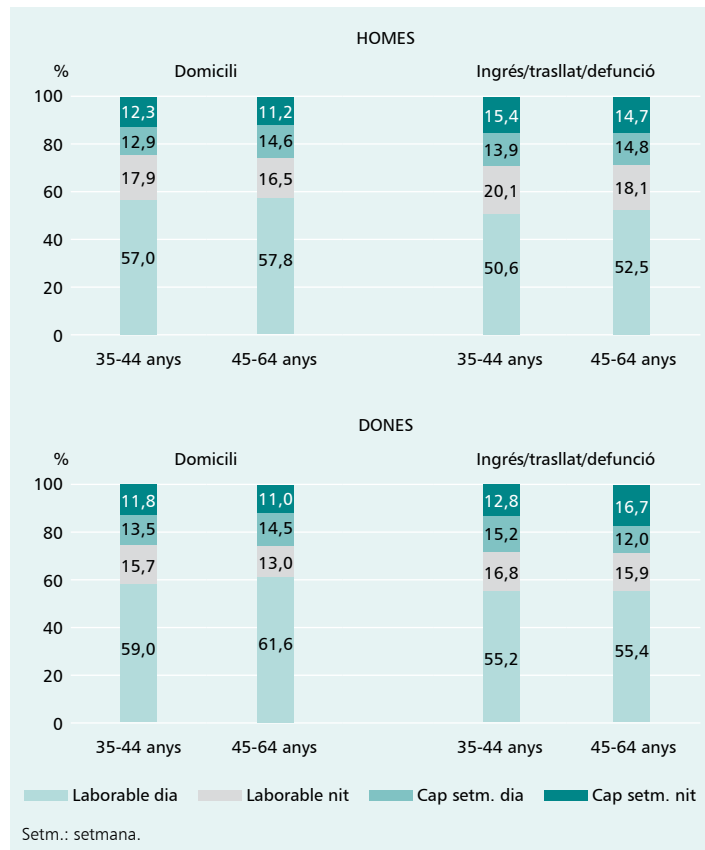 HOMES
% Domicili Ingrés/trasllat/defunció
100
12,3 11,2 15,4 14,7
80
12,9 14,6 13,9 14,8
60
17,9 16,5 20,1 18,1
40
57,0 57,8 50,6 52,5
20
0
35-44 anys 45-64 anys 35-44 anys 45-64 anys
DONES
% Domicili Ingrés/trasllat/defunció
100
11,8 11,0 12,8 16,7
80
13,5 14,5 15,2 12,0
60
15,7 13,0 16,8 15,9
40
59,0 61,6 55,2 55,4
20
0
35-44 anys 45-64 anys 35-44 anys 45-64 anys
Laborable dia Laborable nit Cap setm. dia Cap setm. nit
Setm.: setmana.